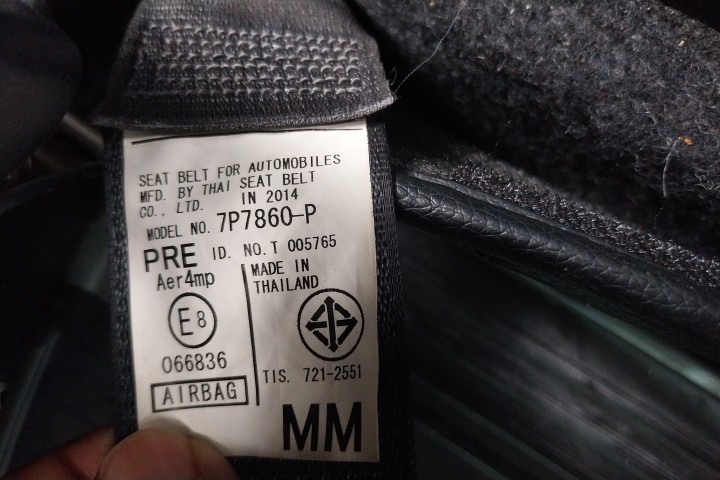 SEAT BELT FOR AUTOMOBILES
MFD. BY THAI SEAT BELT
CO., LTD. IN 2014
MODEL NO. 7P7860-P
PRE ID. NO. T 005765
Aer4mp
MADE IN
THAILAND
E8
066836
TIS. 721-2551
AIRBAG
MM